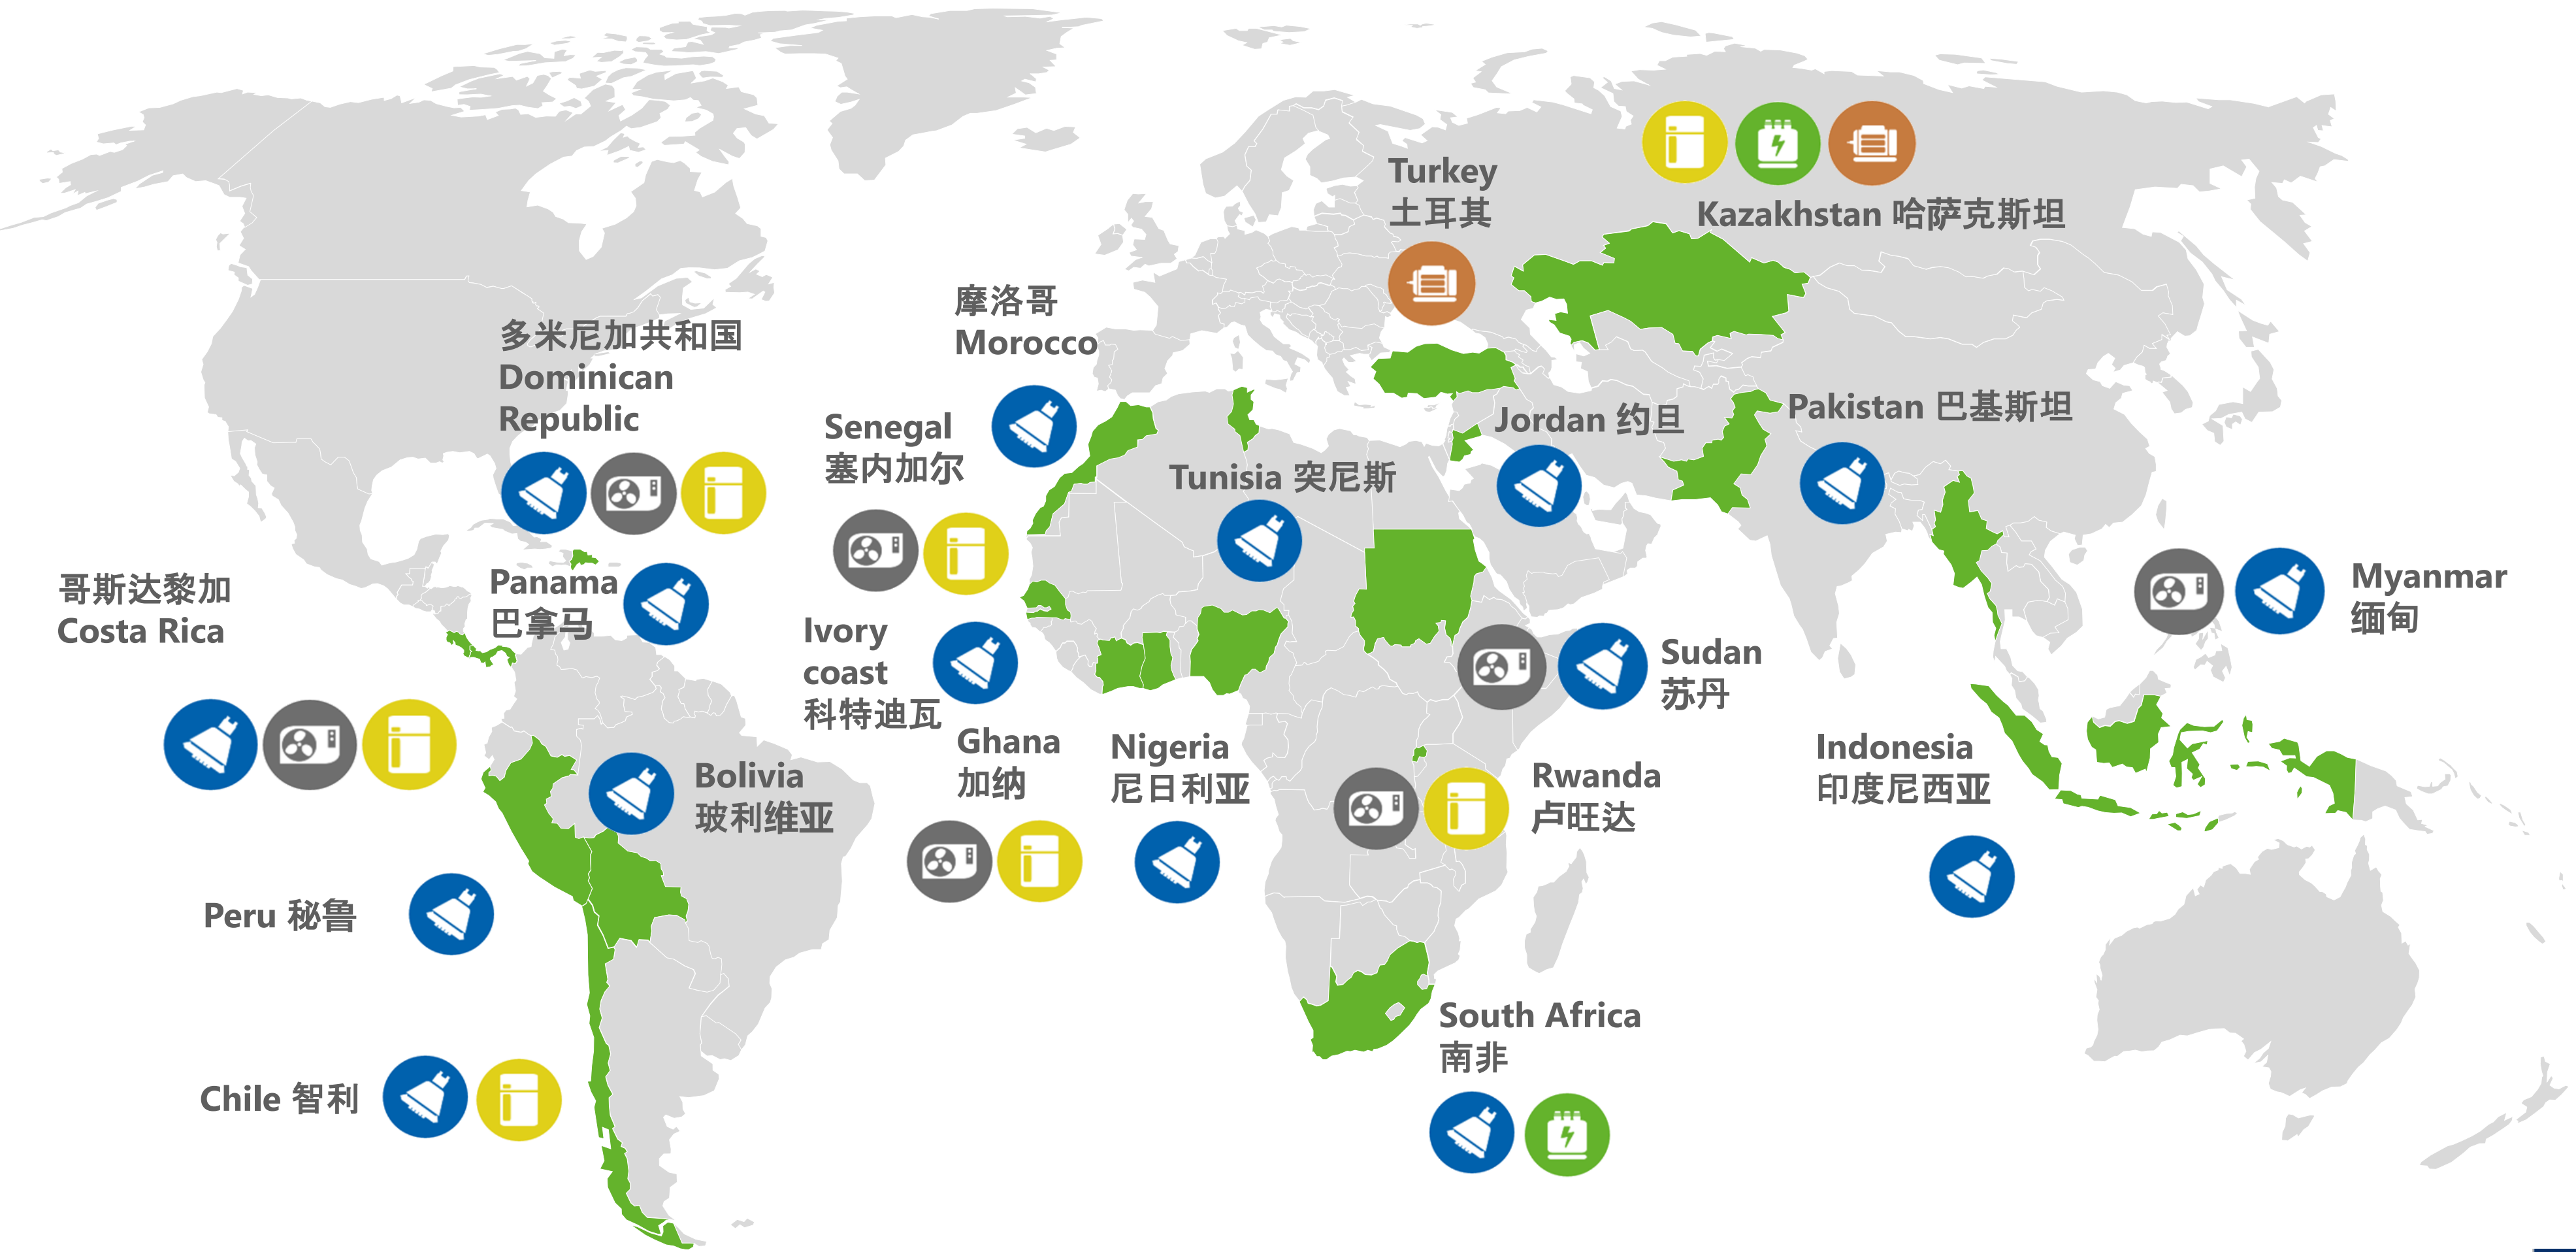 Turkey
土耳其
Kazakhstan 哈萨克斯坦
摩洛哥
Morocco
多米尼加共和国
Dominican
Republic
Senegal
塞内加尔
Jordan 约旦
Pakistan 巴基斯坦
Tunisia 突尼斯
哥斯达黎加
Costa Rica
Panama
巴拿马
Myanmar
缅甸
Ivory
coast
科特迪瓦
Sudan
苏丹
Ghana
加纳
Nigeria
尼日利亚
Indonesia
印度尼西亚
Bolivia
玻利维亚
Rwanda
卢旺达
Peru 秘鲁
South Africa
南非
Chile 智利